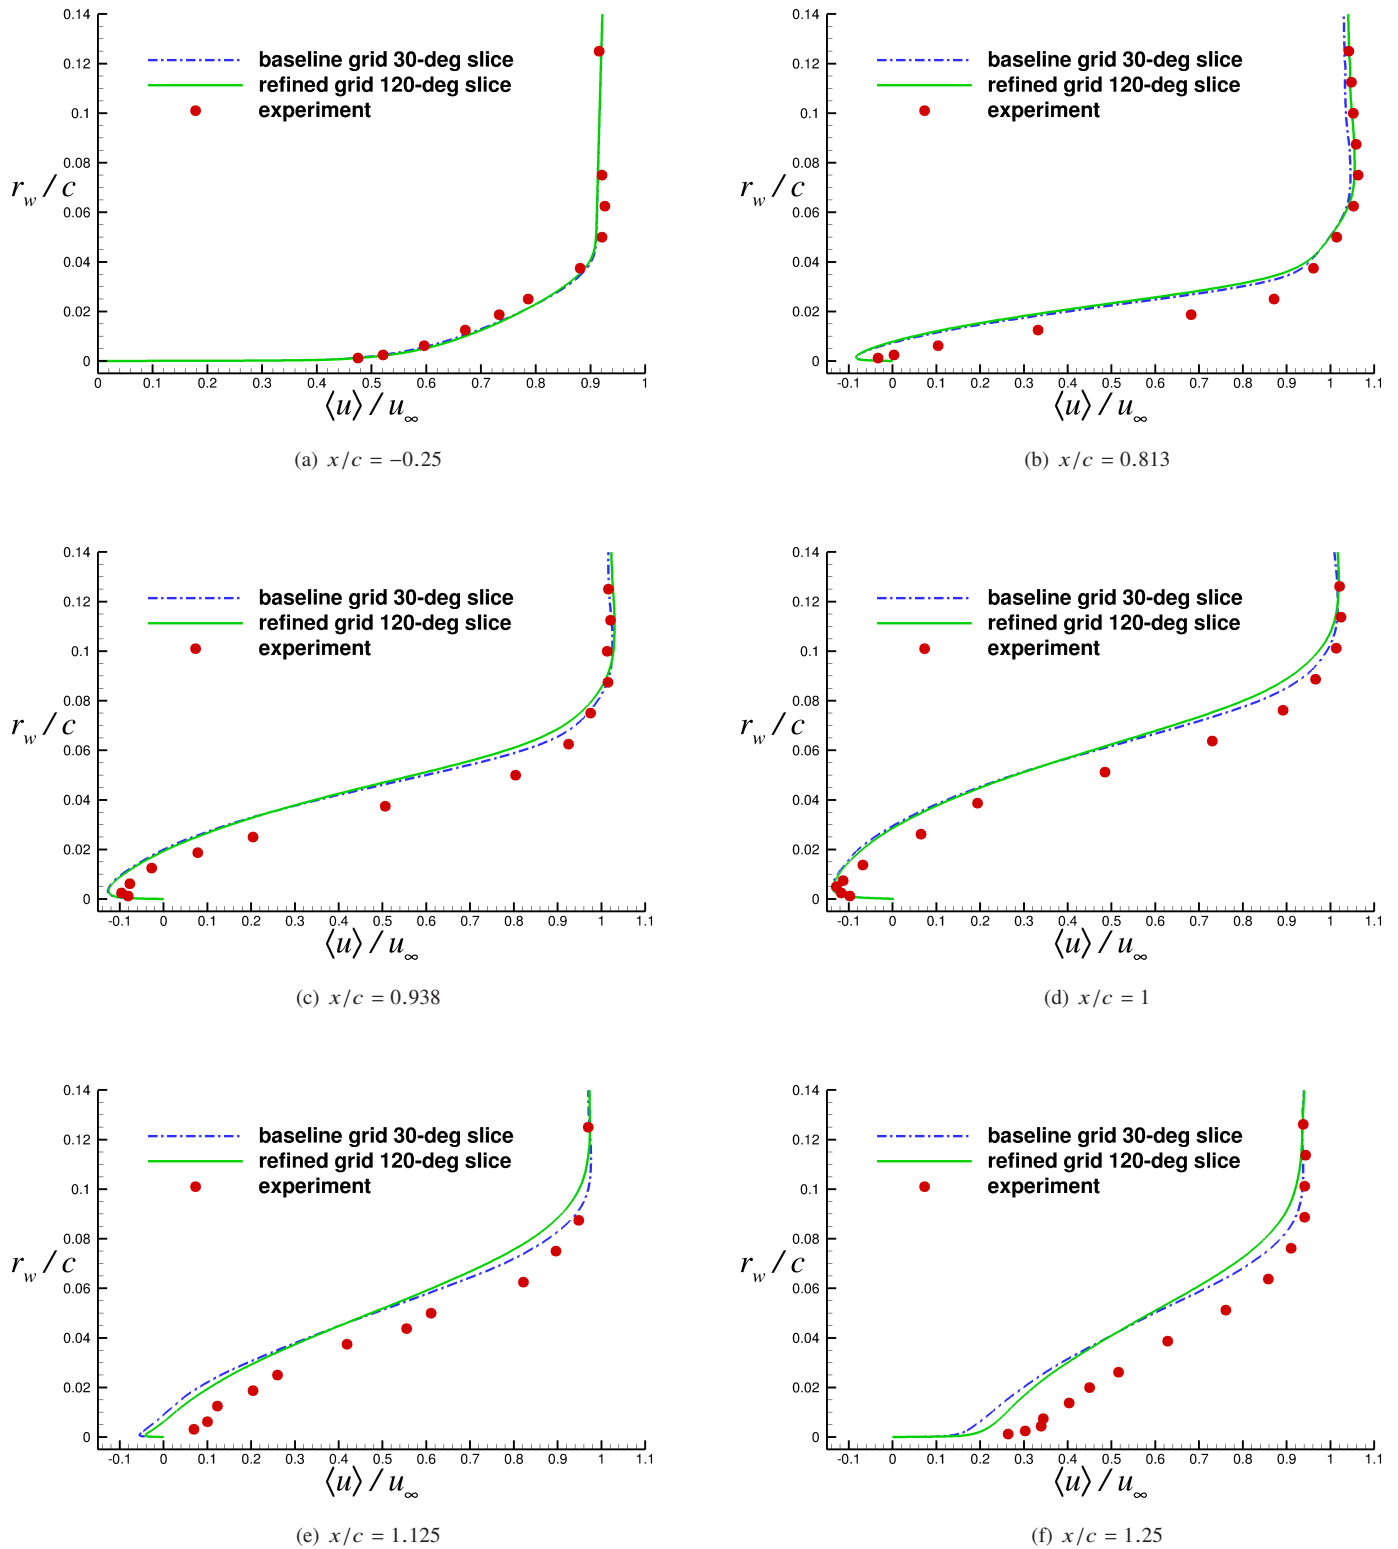 0.14
0.12
0.1
0.08
0.06
0.04
0.02
0
r_w / c
baseline grid 30-deg slice
refined grid 120-deg slice
experiment
0 0.1 0.2 0.3 0.4 0.5 0.6 0.7 0.8 0.9 1
⟨u⟩ / u_∞
(a) x/c = −0.25
0.14
0.12
0.1
0.08
0.06
0.04
0.02
0
r_w / c
baseline grid 30-deg slice
refined grid 120-deg slice
experiment
-0.1 0 0.1 0.2 0.3 0.4 0.5 0.6 0.7 0.8 0.9 1 1.1
⟨u⟩ / u_∞
(b) x/c = 0.813
0.14
0.12
0.1
0.08
0.06
0.04
0.02
0
r_w / c
baseline grid 30-deg slice
refined grid 120-deg slice
experiment
-0.1 0 0.1 0.2 0.3 0.4 0.5 0.6 0.7 0.8 0.9 1 1.1
⟨u⟩ / u_∞
(c) x/c = 0.938
0.14
0.12
0.1
0.08
0.06
0.04
0.02
0
r_w / c
baseline grid 30-deg slice
refined grid 120-deg slice
experiment
-0.1 0 0.1 0.2 0.3 0.4 0.5 0.6 0.7 0.8 0.9 1 1.1
⟨u⟩ / u_∞
(d) x/c = 1
0.14
0.12
0.1
0.08
0.06
0.04
0.02
0
r_w / c
baseline grid 30-deg slice
refined grid 120-deg slice
experiment
-0.1 0 0.1 0.2 0.3 0.4 0.5 0.6 0.7 0.8 0.9 1 1.1
⟨u⟩ / u_∞
(e) x/c = 1.125
0.14
0.12
0.1
0.08
0.06
0.04
0.02
0
r_w / c
baseline grid 30-deg slice
refined grid 120-deg slice
experiment
-0.1 0 0.1 0.2 0.3 0.4 0.5 0.6 0.7 0.8 0.9 1 1.1
⟨u⟩ / u_∞
(f) x/c = 1.25